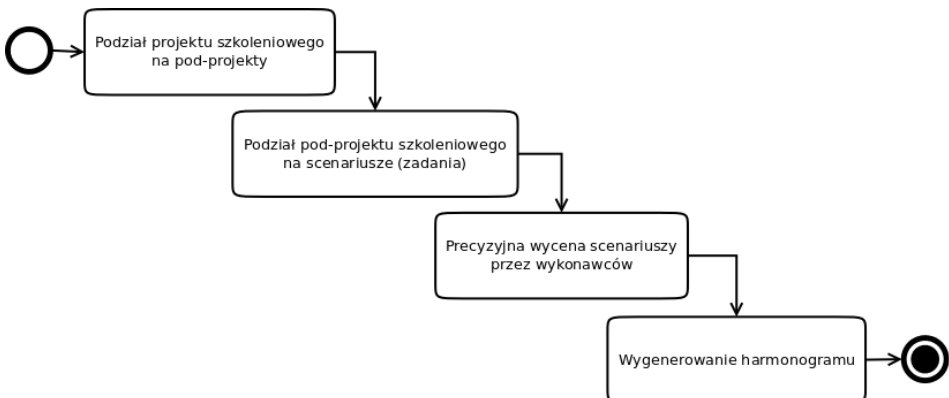 Podział projektu szkoleniowego
na pod-projekty
Podział pod-projektu szkoleniowego
na scenariusze (zadania)
Precyzyjna wycena scenariuszy
przez wykonawców
Wygenerowanie harmonogramu